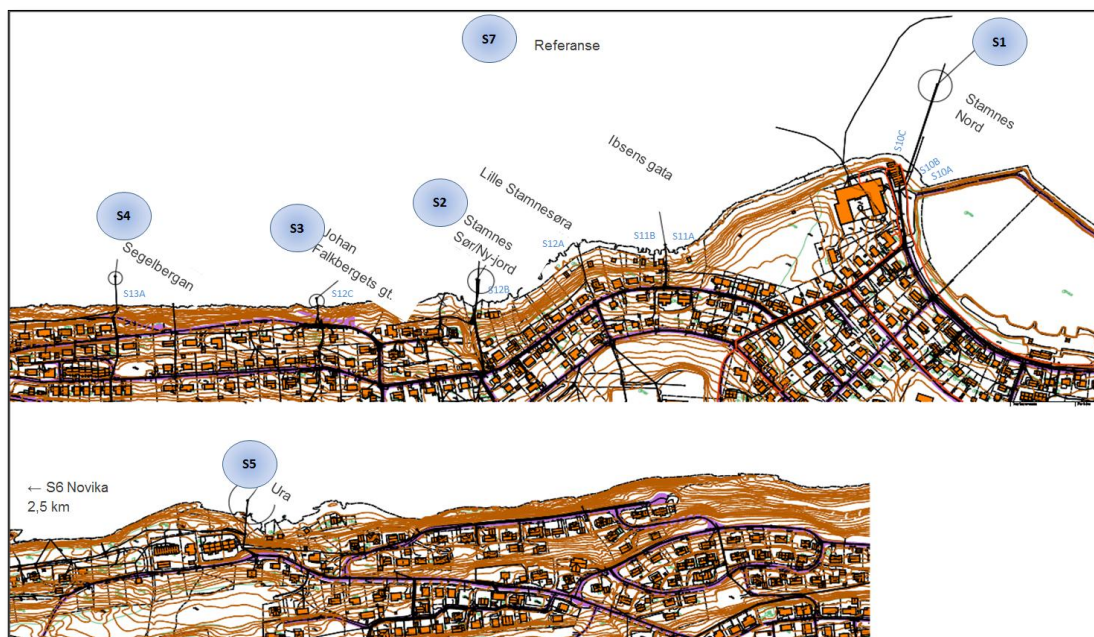 S7
Referanse
S1
Stamnes
Nord
S10C
S10B
S10A
Ibsens gata
Lille Stamnesøra
S2
Stamnes
Sør/Ny-jord
S4
Segelbergan
S3
Johan
Falkbergets gt.
S12A
S11B
S11A
S12B
S13A
S12C
S5
Ura
← S6 Novika
2,5 km